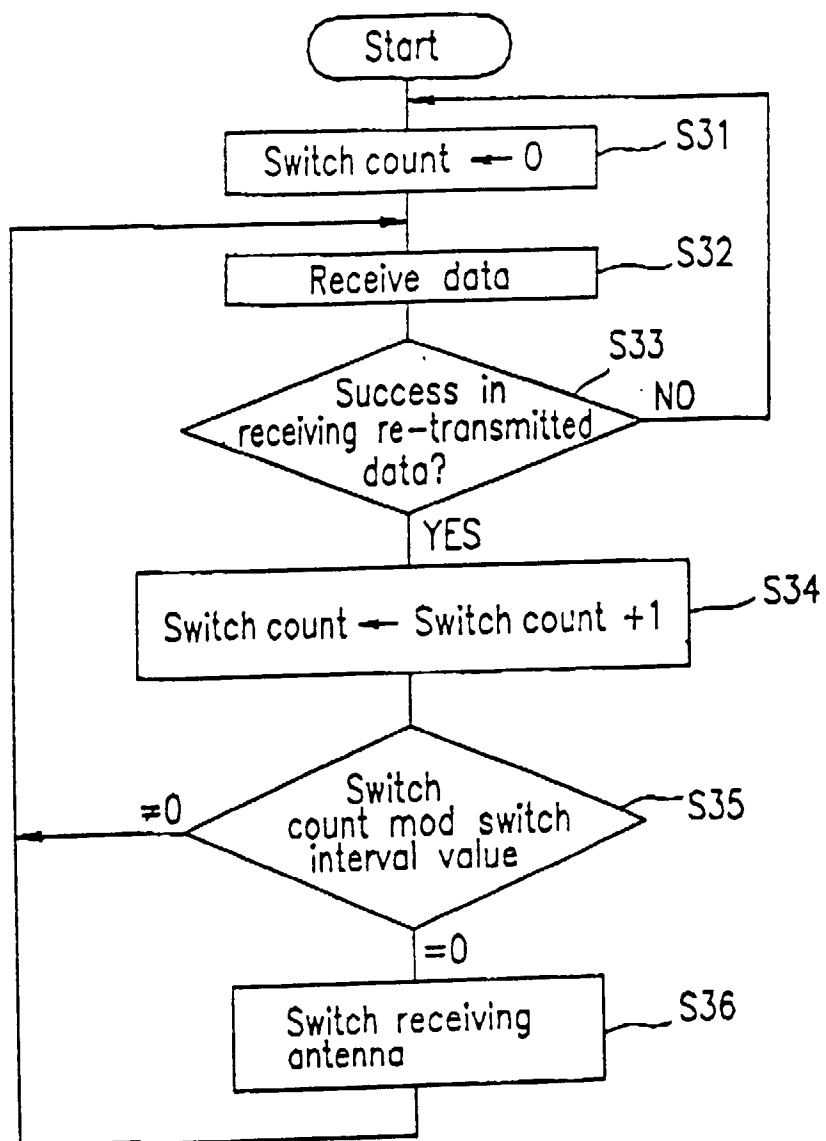 Start
Switch count ← 0
S31
Receive data
S32
S33
Success in
receiving re-transmitted
data?
NO
YES
Switch count ← Switch count +1
S34
Switch
count mod switch
interval value
≠0
S35
=0
Switch receiving
antenna
S36